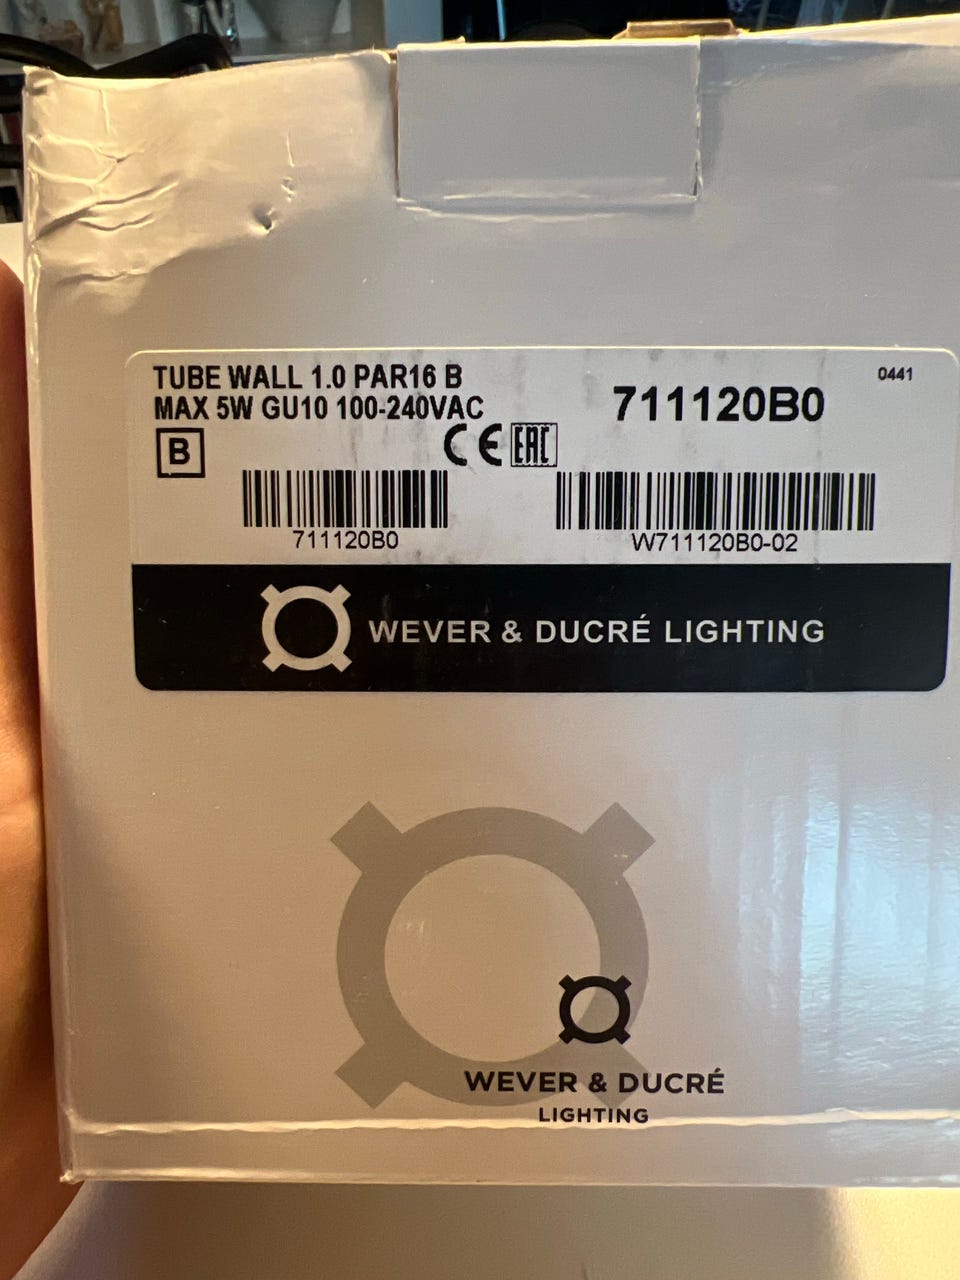 TUBE WALL 1.0 PAR16 B
MAX 5W GU10 100-240VAC
711120B0
0441
B
CE EAC
711120B0
W711120B0-02
WEVER & DUCRÉ LIGHTING
WEVER & DUCRÉ
LIGHTING